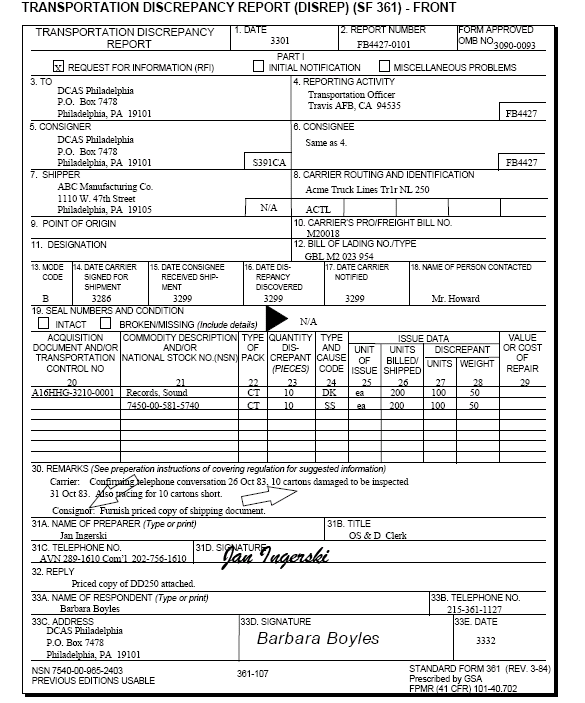 TRANSPORTATION DISCREPANCY REPORT (DISREP) (SF 361) - FRONT
TRANSPORTATION DISCREPANCY REPORT
1. DATE
3301
2. REPORT NUMBER
FB4427-0101
FORM APPROVED
OMB NO. 3090-0093
PART I
X REQUEST FOR INFORMATION (RFI) INITIAL NOTIFICATION MISCELLANEOUS PROBLEMS
3. TO
DCAS Philadelphia
P.O. Box 7478
Philadelphia, PA 19101
4. REPORTING ACTIVITY
Transportation Officer
Travis AFB, CA 94535
FB4427
5. CONSIGNER
DCAS Philadelphia
P.O. Box 7478
Philadelphia, PA 19101
S391CA
6. CONSIGNEE
Same as 4.
FB4427
7. SHIPPER
ABC Manufacturing Co.
1110 W. 47th Street
Philadelphia, PA 19105
N/A
8. CARRIER ROUTING AND IDENTIFICATION
Acme Truck Lines Tr1r NL 250
ACTL
9. POINT OF ORIGIN
10. CARRIER'S PRO/FREIGHT BILL NO.
M20018
11. DESIGNATION
12. BILL OF LADING NO./TYPE
GBL M2 023 954
13. MODE CODE
B
14. DATE CARRIER SIGNED FOR SHIPMENT
3286
15. DATE CONSIGNEE RECEIVED SHIP-MENT
3299
16. DATE DIS-REPANCY DISCOVERED
3299
17. DATE CARRIER NOTIFIED
3299
18. NAME OF PERSON CONTACTED
Mr. Howard
19. SEAL NUMBERS AND CONDITION
INTACT BROKEN/MISSING (Include details)
N/A
ACQUISITION DOCUMENT AND/OR TRANSPORTATION CONTROL NO
20
COMMODITY DESCRIPTION AND/OR NATIONAL STOCK NO.(NSN)
21
TYPE OF PACK
22
QUANTITY DIS-CREPANT (PIECES)
23
TYPE AND CAUSE CODE
24
ISSUE DATA
UNIT OF ISSUE
25
UNITS BILLED/ SHIPPED
26
DISCREPANT
UNITS
27
WEIGHT
28
VALUE OR COST OF REPAIR
29
A16HHG-3210-0001 Records, Sound CT 10 DK ea 200 100 50
7450-00-581-5740 CT 10 SS ea 200 100 50
30. REMARKS (See preperation instructions of covering regulation for suggested information)
Carrier: Confirming telephone conversation 26 Oct 83, 10 cartons damaged to be inspected
31 Oct 83. Also tracing for 10 cartons short.
Consignor: Furnish priced copy of shipping document.
31A. NAME OF PREPARER (Type or print)
Jan Ingerski
31B. TITLE
OS & D Clerk
31C. TELEPHONE NO.
AVN 289-1610 Com'l 202-756-1610
31D. SIGNATURE
Jan Ingerski
32. REPLY
Priced copy of DD250 attached.
33A. NAME OF RESPONDENT (Type or print)
Barbara Boyles
33B. TELEPHONE NO.
215-361-1127
33C. ADDRESS
DCAS Philadelphia
P.O. Box 7478
Philadelphia, PA 19101
33D. SIGNATURE
Barbara Boyles
33E. DATE
3332
NSN 7540-00-965-2403
PREVIOUS EDITIONS USABLE
361-107
STANDARD FORM 361 (REV. 3-84)
Prescribed by GSA
FPMR (41 CFR) 101-40.702